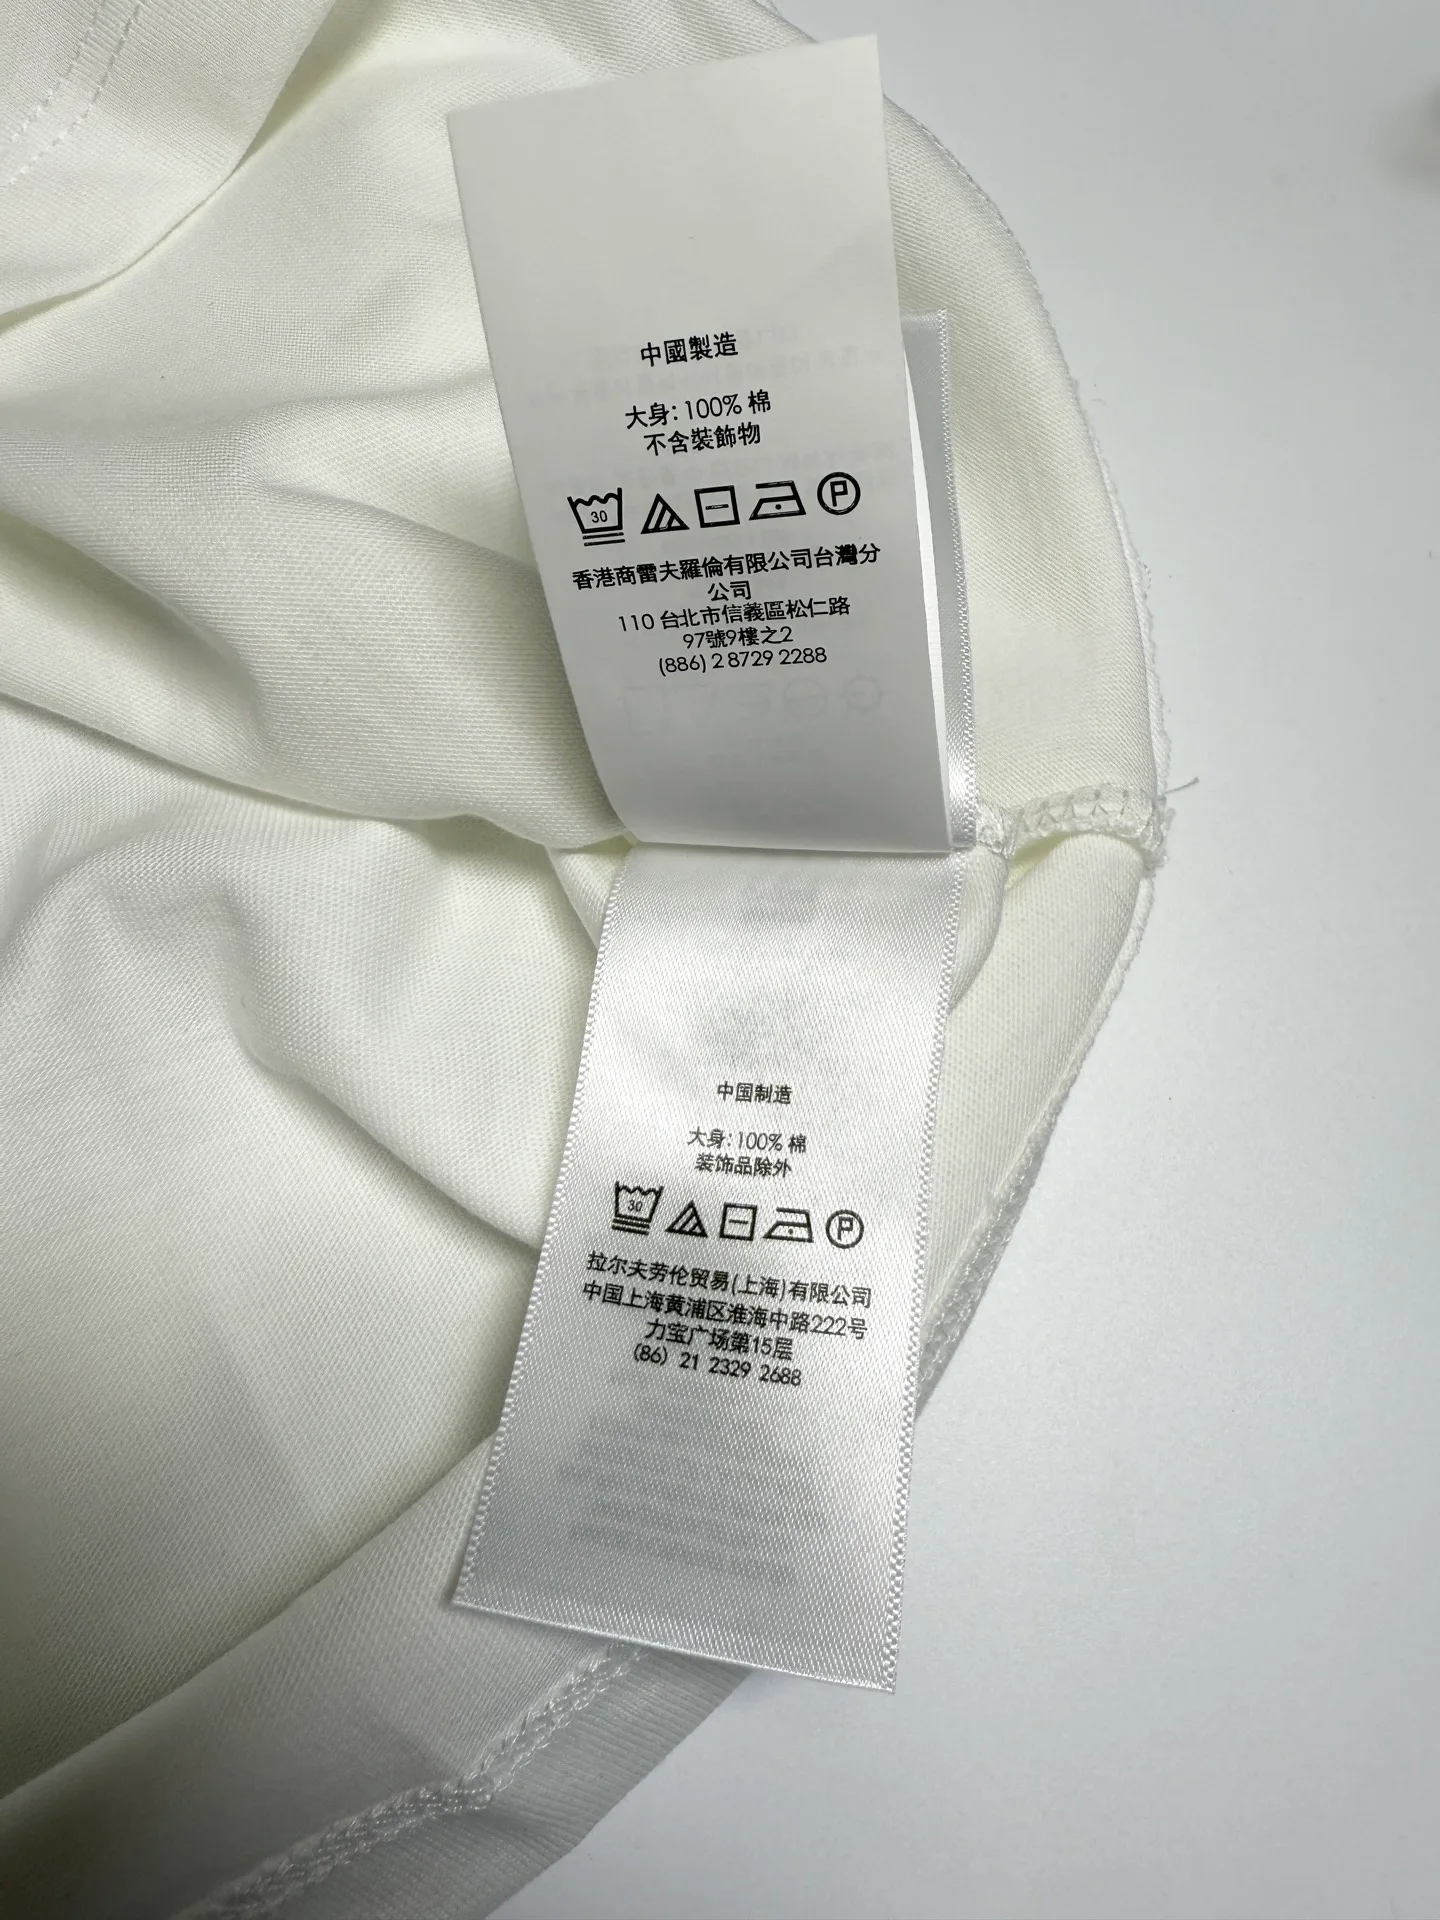 中國製造
大身: 100% 棉
不含裝飾物
30
P
香港商雷夫羅倫有限公司台灣分
公司
110 台北市信義區松仁路
97號9樓之2
(886) 2 8729 2288
中国制造
大身: 100% 棉
装饰品除外
30
P
拉尔夫劳伦贸易(上海)有限公司
中国上海黄浦区淮海中路222号
力宝广场第15层
(86) 21 2329 2688